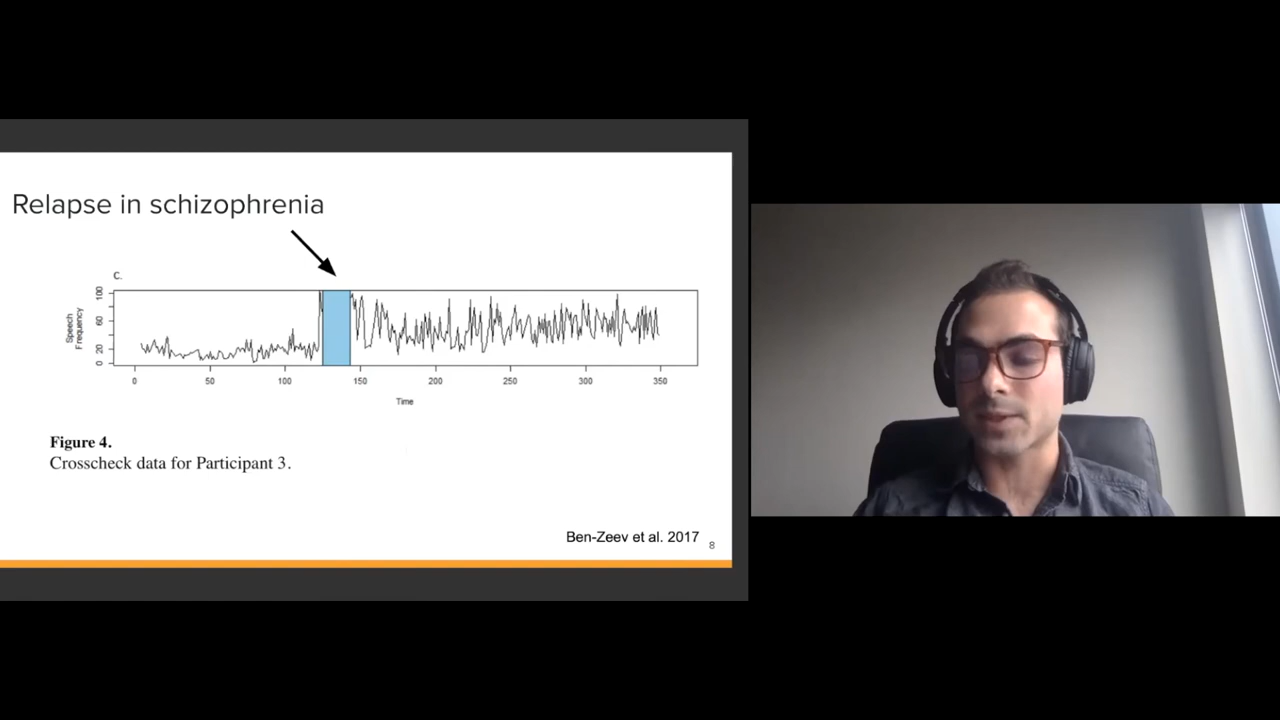 Relapse in schizophrenia
C.
Speech
Frequency
100
60
20
0
0 50 100 150 200 250 300 350
Time
Figure 4.
Crosscheck data for Participant 3.
Ben-Zeev et al. 2017
8